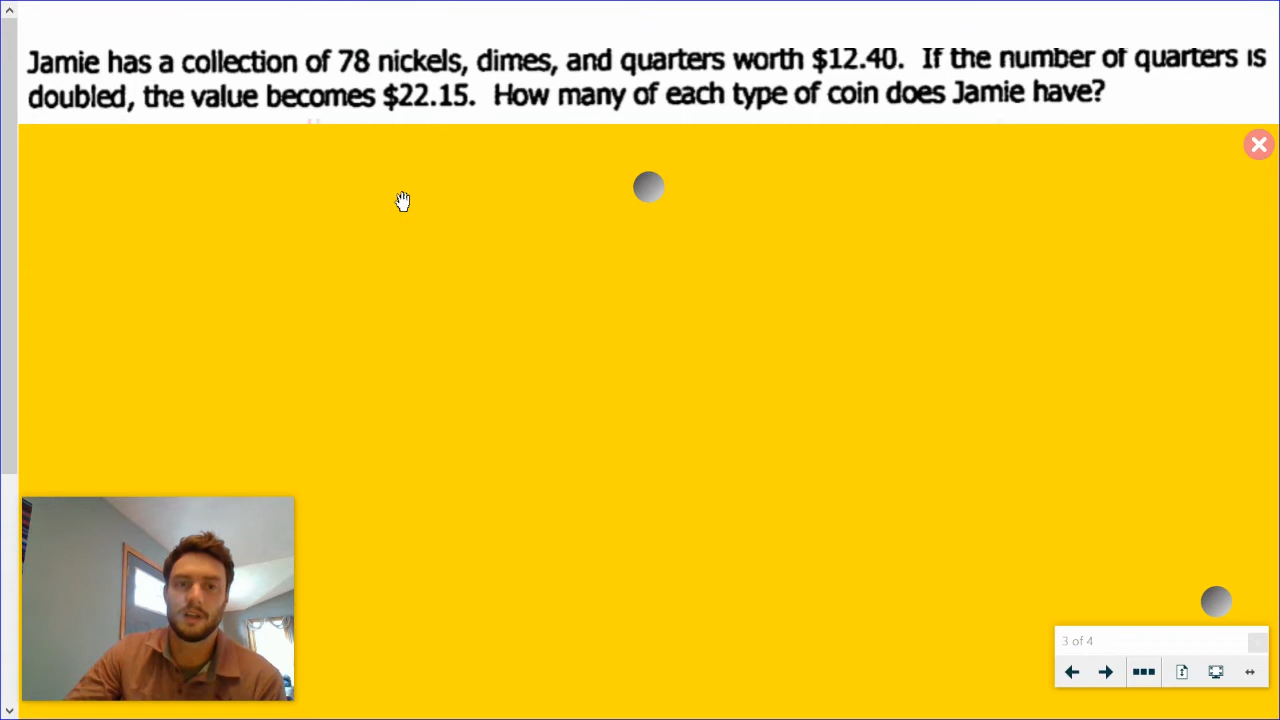 Jamie has a collection of 78 nickels, dimes, and quarters worth $12.40. If the number of quarters is
doubled, the value becomes $22.15. How many of each type of coin does Jamie have?
3 of 4